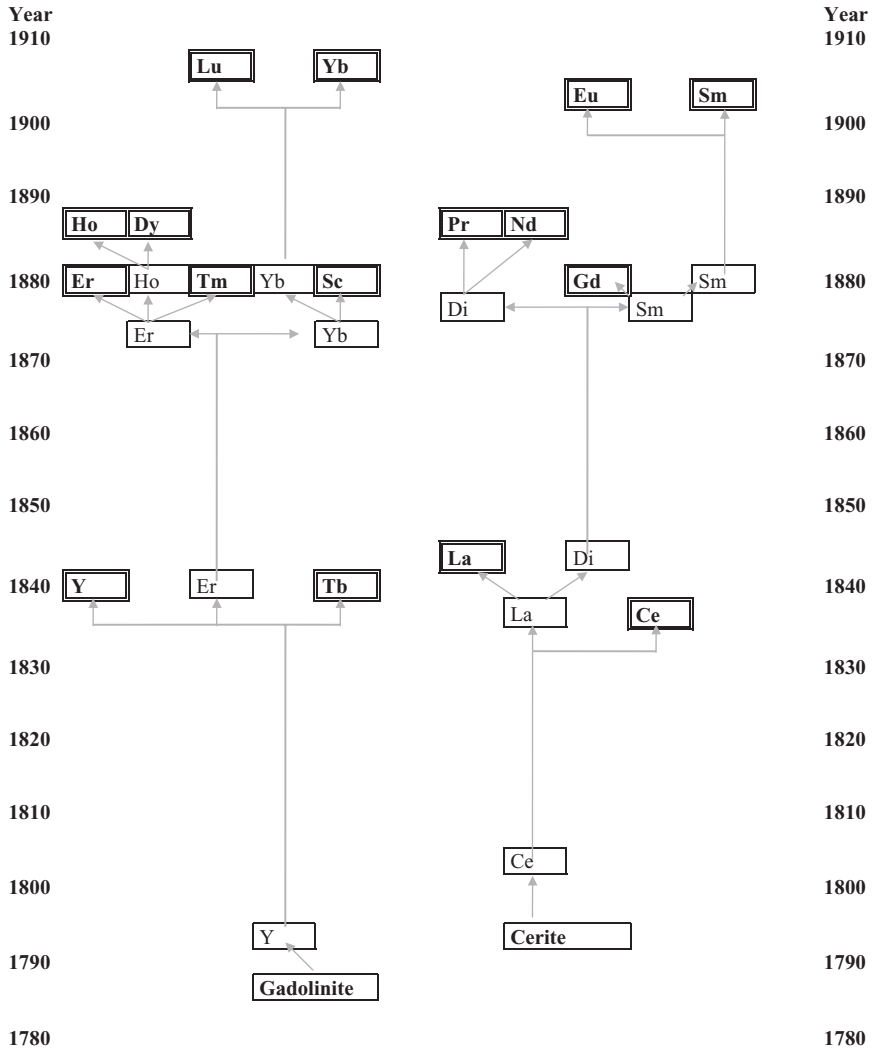 Year Year
1910 1910
Lu Yb
Eu Sm
1900 1900
1890 1890
Ho Dy Pr Nd
1880 Er Ho Tm Yb Sc Gd Sm 1880
Di Sm
Er Yb
1870 1870
1860 1860
1850 1850
La Di
1840 Y Er Tb 1840
La Ce
1830 1830
1820 1820
1810 1810
Ce
1800 1800
Y Cerite
1790 1790
Gadolinite
1780 1780